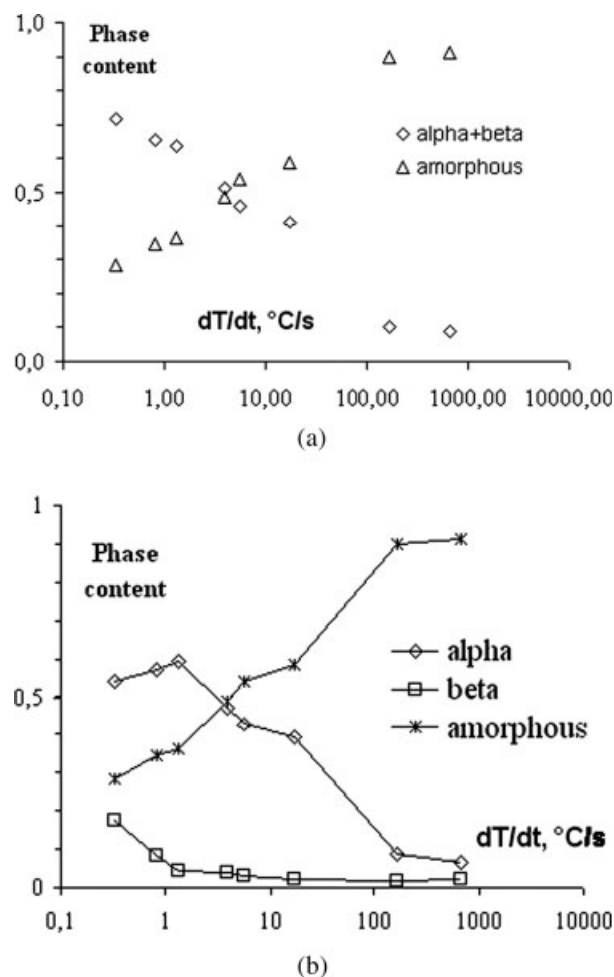 1,0
Phase
content
alpha+beta
amorphous
0,5
dT/dt, °C/s
0,0
0,10 1,00 10,00 100,00 1000,00 10000,00
(a)
1
Phase
content
alpha
0,5
beta
amorphous
dT/dt, °C/s
0
0,1 1 10 100 1000 10000
(b)